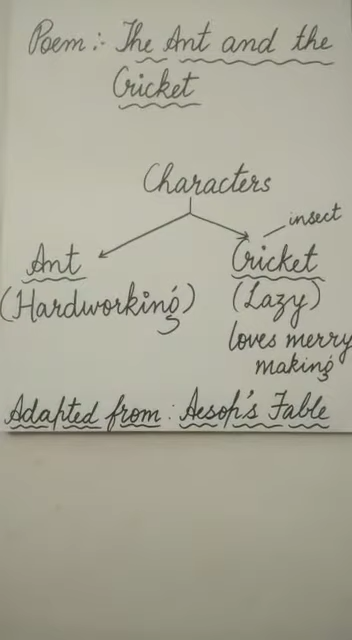 Poem :- The Ant and the
Cricket
Characters
insect
Ant
Cricket
(Hardworking)
(Lazy)
loves merry
making
Adapted from : Aesop's Fable